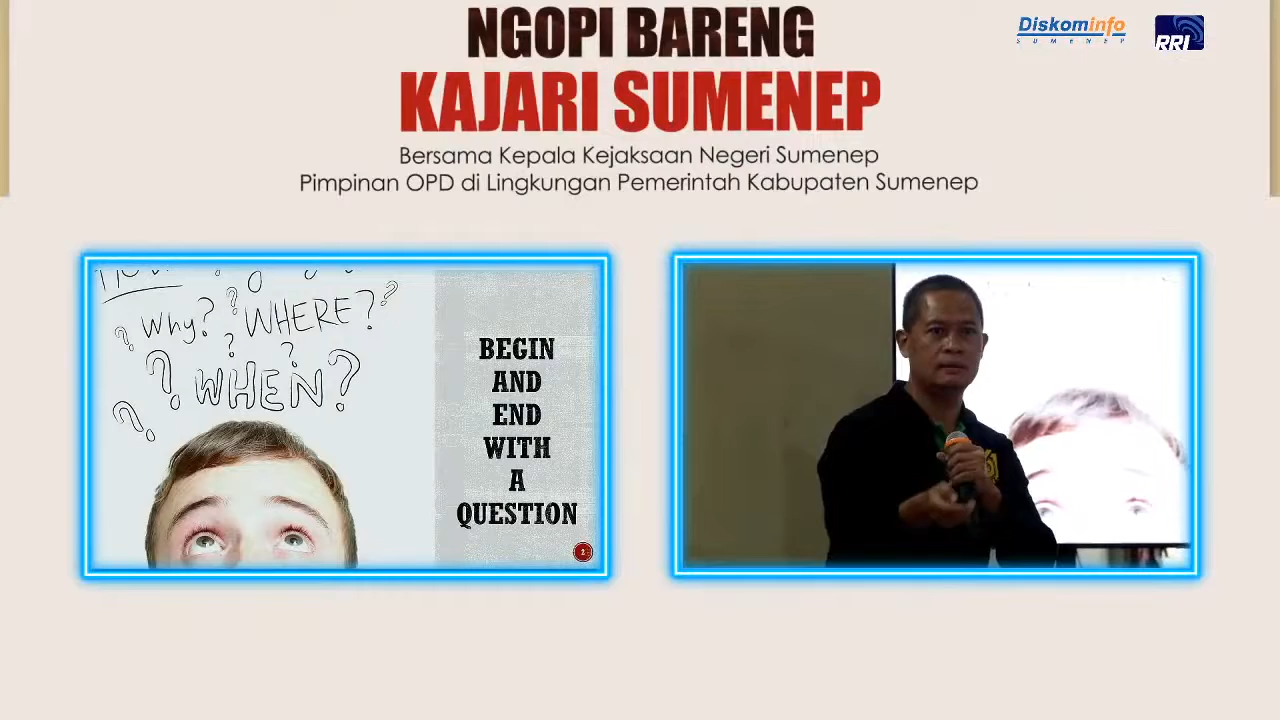 NGOPI BARENG
KAJARI SUMENEP
Bersama Kepala Kejaksaan Negeri Sumenep
Pimpinan OPD di Lingkungan Pemerintah Kabupaten Sumenep
Diskominfo
SUMENEP
RRI
Why? ? WHERE? ?
?
? ?
? WHEN?
?
BEGIN
AND
END
WITH
A
QUESTION
2